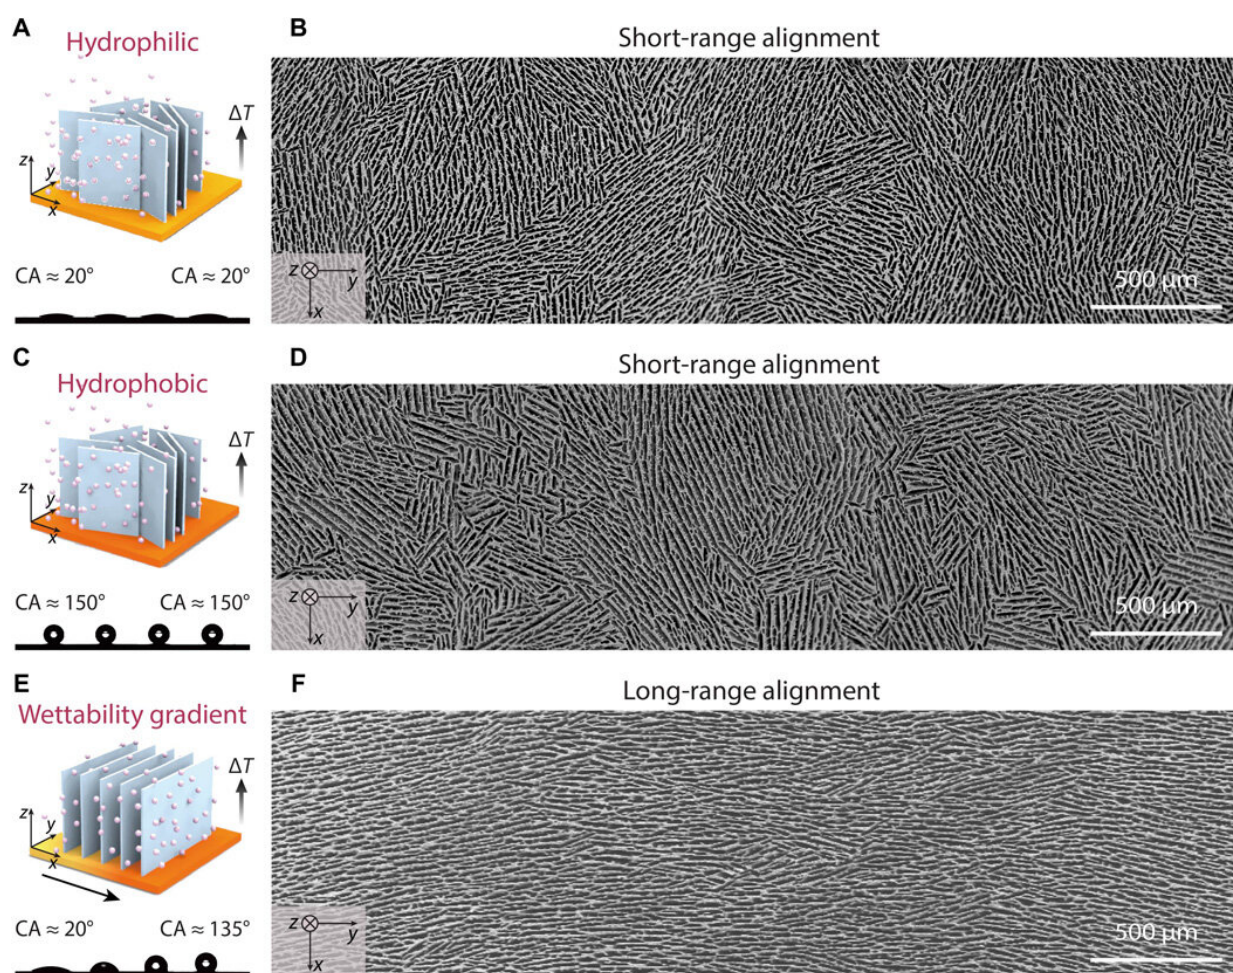 A
Hydrophilic
ΔT
z
y
x
CA ≈ 20° CA ≈ 20°
B
Short-range alignment
z
y
x
500 μm
C
Hydrophobic
ΔT
z
y
x
CA ≈ 150° CA ≈ 150°
D
Short-range alignment
z
y
x
500 μm
E
Wettability gradient
ΔT
z
y
x
CA ≈ 20° CA ≈ 135°
F
Long-range alignment
z
y
x
500 μm